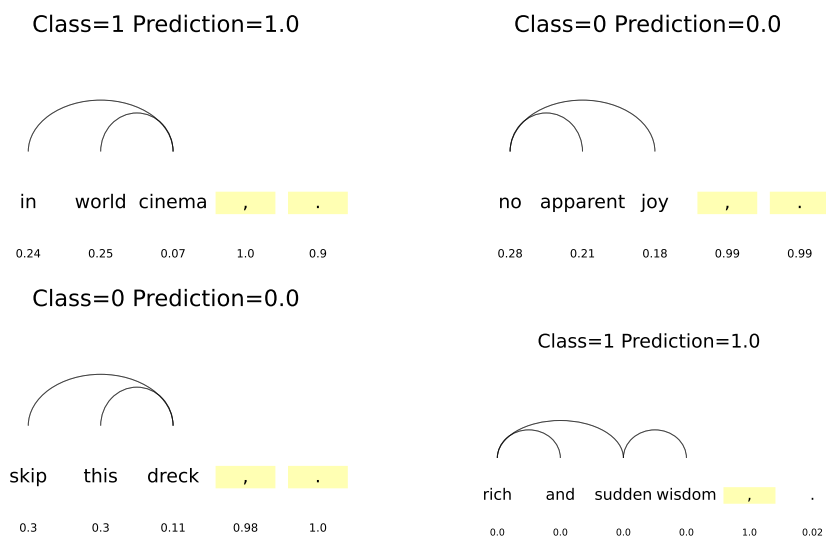 Class=1 Prediction=1.0
in world cinema , .
0.24 0.25 0.07 1.0 0.9
Class=0 Prediction=0.0
no apparent joy , .
0.28 0.21 0.18 0.99 0.99
Class=0 Prediction=0.0
skip this dreck , .
0.3 0.3 0.11 0.98 1.0
Class=1 Prediction=1.0
rich and sudden wisdom , .
0.0 0.0 0.0 0.0 1.0 0.02